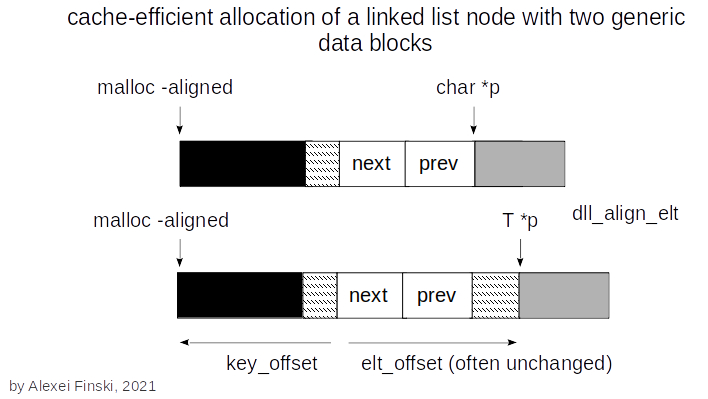 cache-efficient allocation of a linked list node with two generic
data blocks
malloc -aligned
char *p
next
prev
malloc -aligned
T *p
dll_align_elt
next
prev
key_offset
elt_offset (often unchanged)
by Alexei Finski, 2021